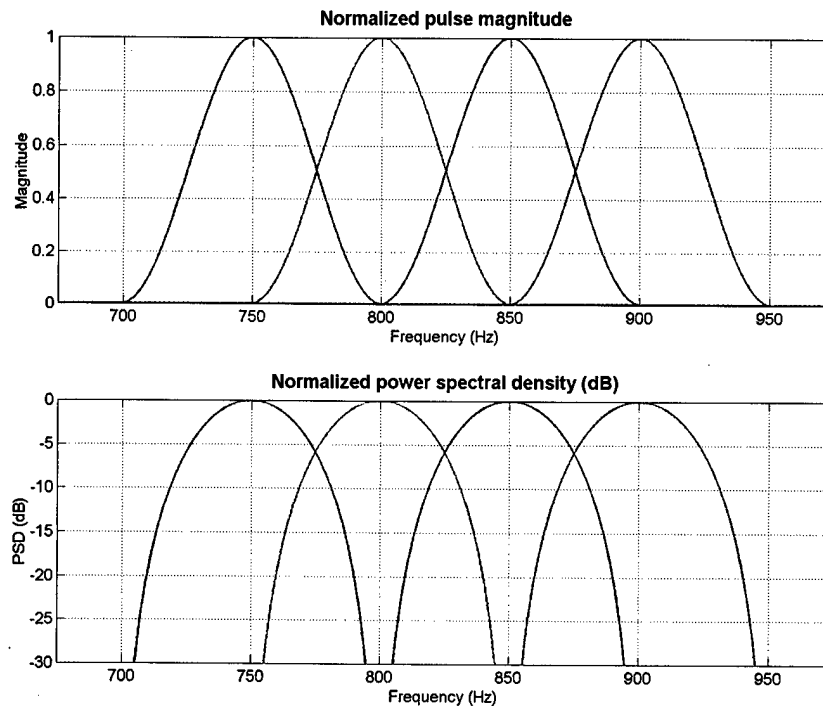 Normalized pulse magnitude
1
0.8
0.6
0.4
0.2
0
Magnitude
700 750 800 850 900 950
Frequency (Hz)
Normalized power spectral density (dB)
0
-5
-10
-15
-20
-25
-30
PSD (dB)
700 750 800 850 900 950
Frequency (Hz)